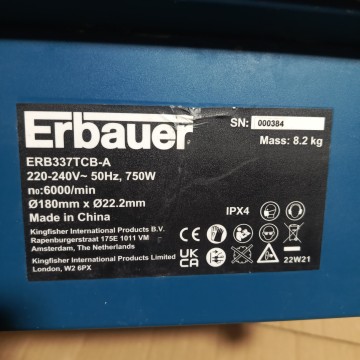 Erbauer
SN: 000384
Mass: 8.2 kg
ERB337TCB-A
220-240V~ 50Hz, 750W
n₀:6000/min
Ø180mm x Ø22.2mm
Made in China
IPX4
Kingfisher International Products B.V.
Rapenburgerstraat 175E 1011 VM
Amsterdam, The Netherlands
Kingfisher International Products Limited
London, W2 6PX
UK
CA
CE
22W21